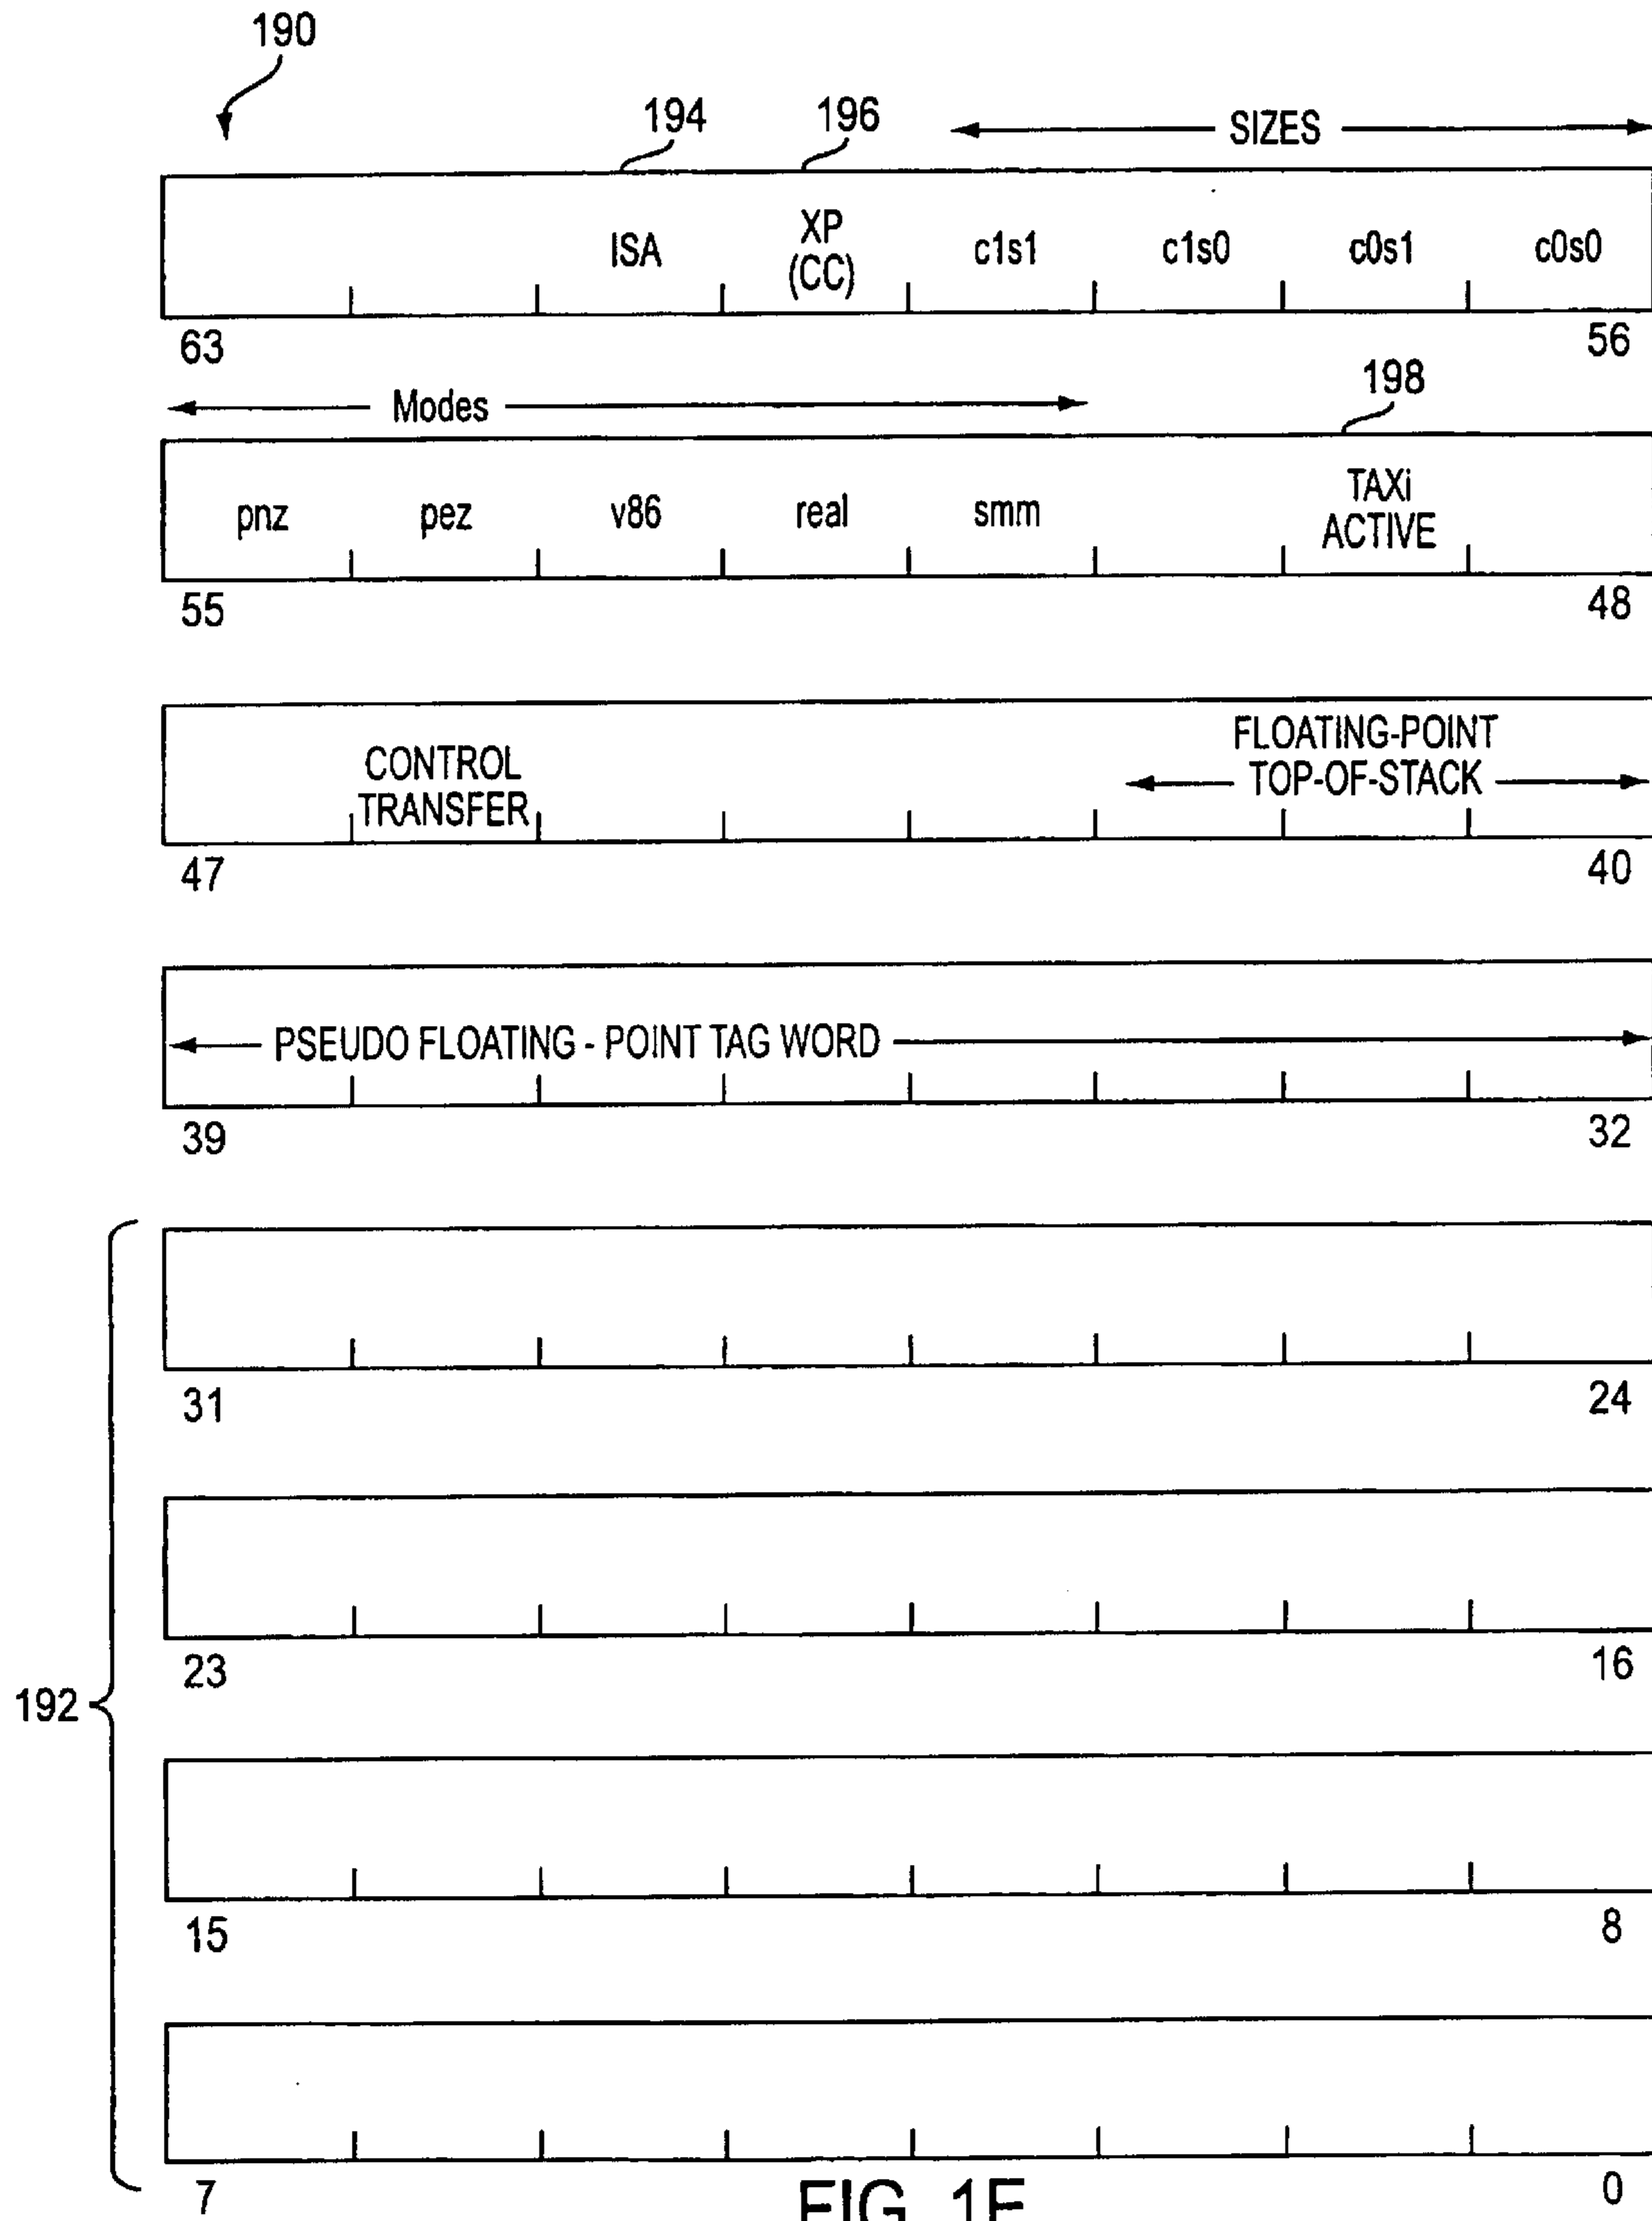 190
194 196 SIZES
ISA XP (CC) c1s1 c1s0 c0s1 c0s0
63 56
Modes 198
pnz pez v86 real smm TAXi ACTIVE
55 48
CONTROL TRANSFER FLOATING-POINT TOP-OF-STACK
47 40
PSEUDO FLOATING - POINT TAG WORD
39 32
31 24
23 16
192
15 8
7 0
FIG. 1E